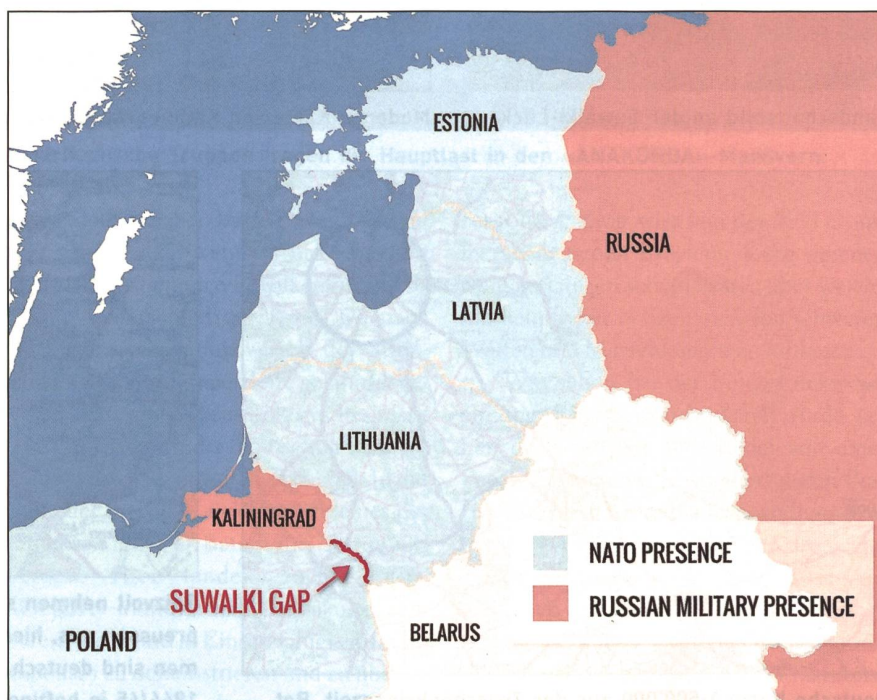 ESTONIA
RUSSIA
LATVIA
LITHUANIA
KALININGRAD
NATO PRESENCE
SUWALKI GAP
RUSSIAN MILITARY PRESENCE
POLAND
BELARUS